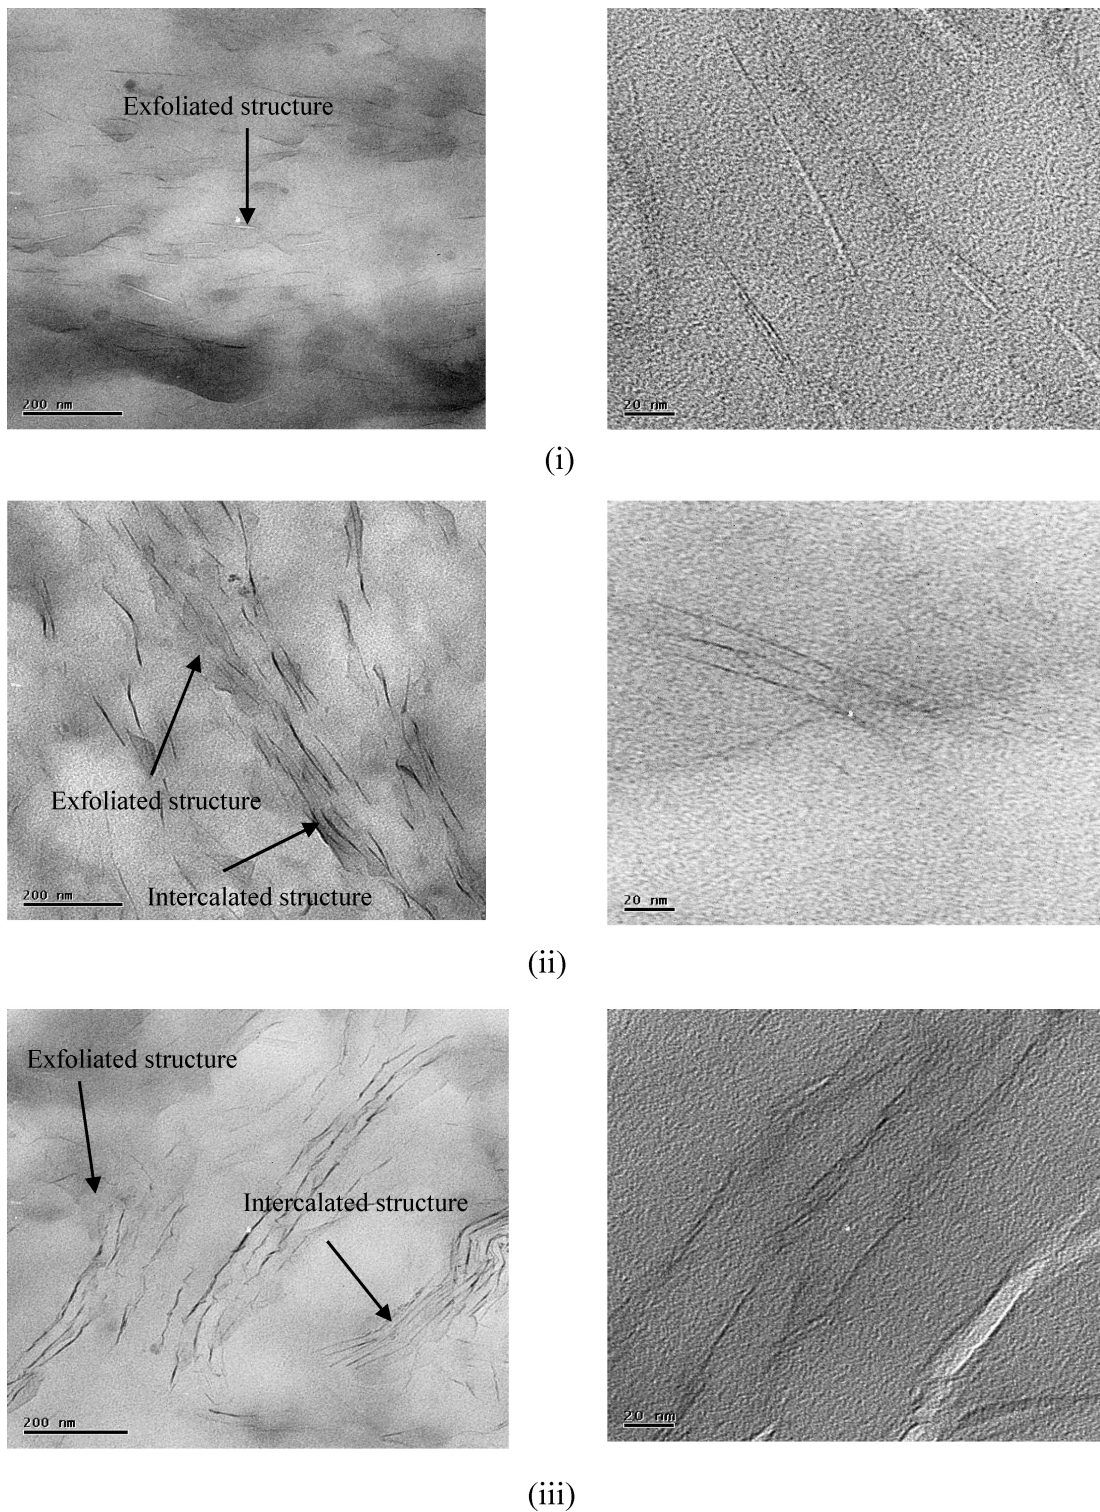 Exfoliated structure
200 nm
20 nm
(i)
Exfoliated structure
Intercalated structure
200 nm
20 nm
(ii)
Exfoliated structure
Intercalated structure
200 nm
20 nm
(iii)